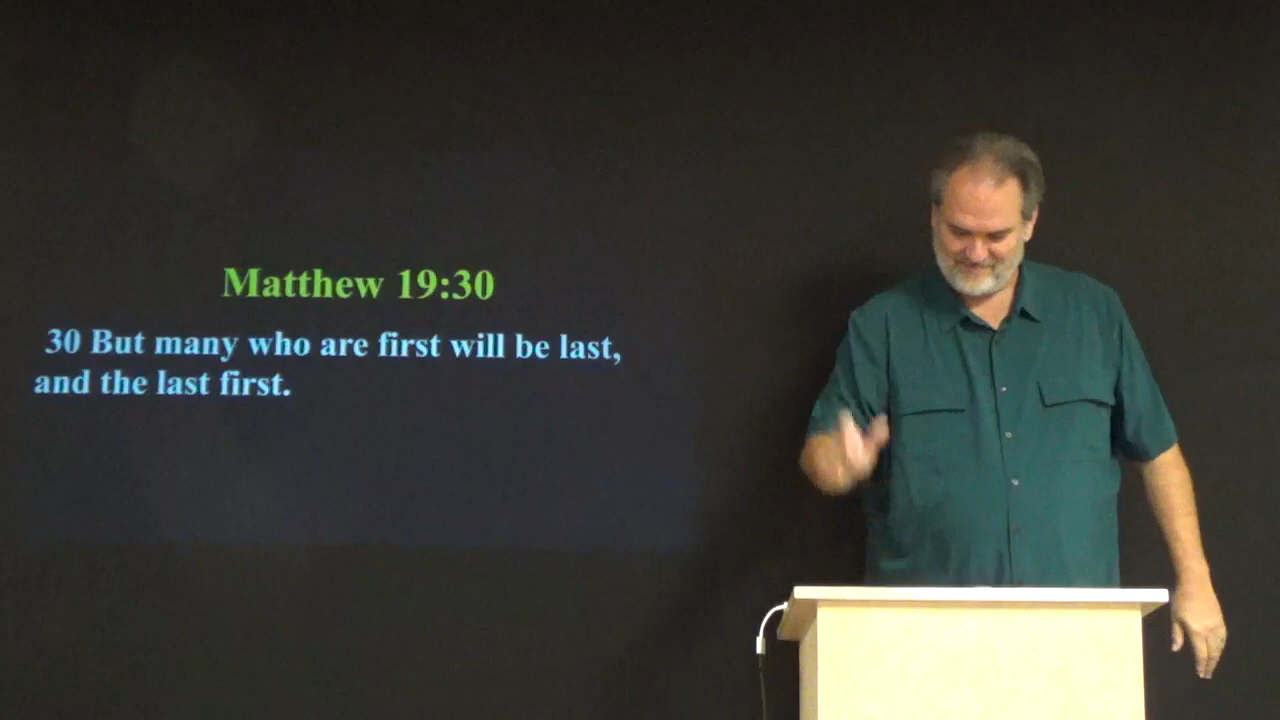 Matthew 19:30
30 But many who are first will be last,
and the last first.